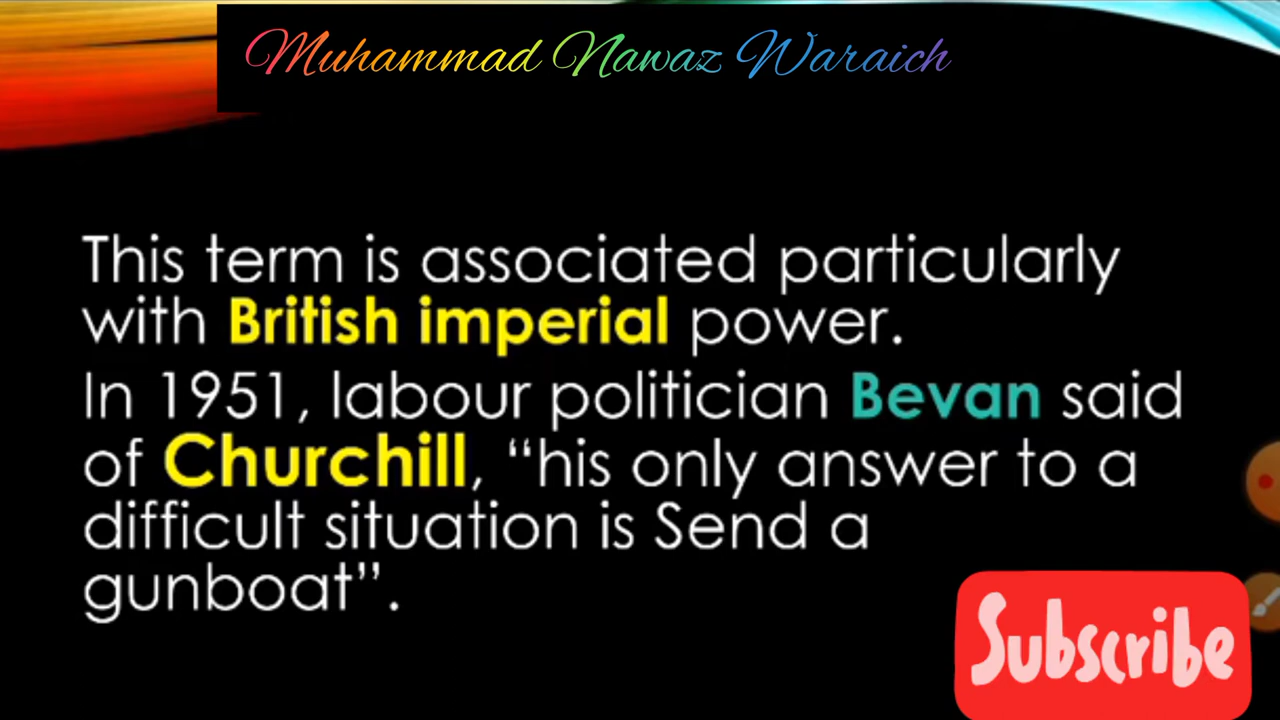 Muhammad Nawaz Waraich
This term is associated particularly
with British imperial power.
In 1951, labour politician Bevan said
of Churchill, “his only answer to a
difficult situation is Send a
gunboat”.
Subscribe